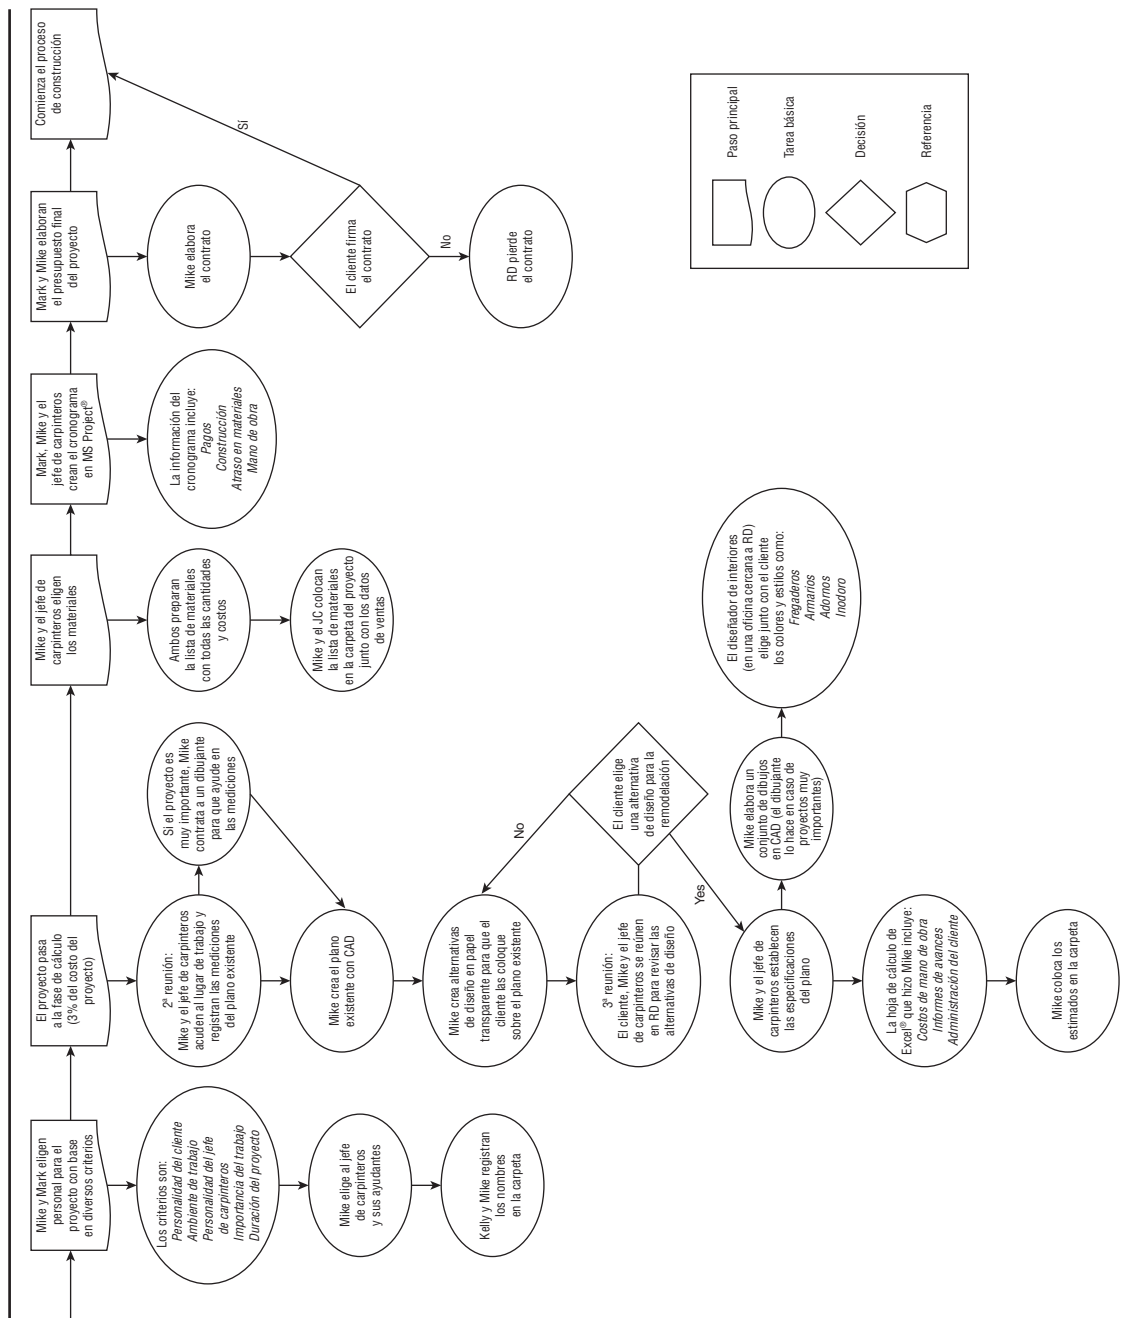 Mike y Mark eligen
personal para el
proyecto con base
en diversos criterios
Los criterios son:
Personalidad del cliente
Ambiente de trabajo
Personalidad del jefe
de carpinteros
Importancia del trabajo
Duración del proyecto
Mike elige al jefe
de carpinteros
y sus ayudantes
Kelly y Mike registran
los nombres
en la carpeta
El proyecto pasa
a la fase de cálculo
(3% del costo del
proyecto)
2ª reunión:
Mike y el jefe de carpinteros
acuden al lugar de trabajo y
registran las mediciones
del plano existente
Si el proyecto es
muy importante, Mike
contrata a un dibujante
para que ayude en
las mediciones
Mike crea el plano
existente con CAD
Mike crea alternativas
de diseño en papel
transparente para que el
cliente las coloque
sobre el plano existente
3ª reunión:
El cliente, Mike y el jefe
de carpinteros se reúnen
en RD para revisar las
alternativas de diseño
El cliente elige
una alternativa
de diseño para la
remodelación
No
Yes
Mike y el jefe de
carpinteros establecen
las especificaciones
del plano
Mike elabora un
conjunto de dibujos
en CAD (el dibujante
lo hace en caso de
proyectos muy
importantes)
El diseñador de interiores
(en una oficina cercana a RD)
elige junto con el cliente
los colores y estilos como:
Fregaderos
Armarios
Adornos
Inodoro
La hoja de cálculo de
Excel® que hizo Mike incluye:
Costos de mano de obra
Informes de avances
Administración del cliente
Mike coloca los
estimados en la carpeta
Mike y el jefe de
carpinteros eligen
los materiales
Ambos preparan
la lista de materiales
con todas las cantidades
y costos
Mike y el JC colocan
la lista de materiales
en la carpeta del proyecto
junto con los datos
de ventas
Mark, Mike y el
jefe de carpinteros
crean el cronograma
en MS Project®
La información del
cronograma incluye:
Pagos
Construcción
Atraso en materiales
Mano de obra
Mark y Mike elaboran
el presupuesto final
del proyecto
Mike elabora
el contrato
El cliente firma
el contrato
Sí
No
RD pierde
el contrato
Comienza el proceso
de construcción
Paso principal
Tarea básica
Decisión
Referencia